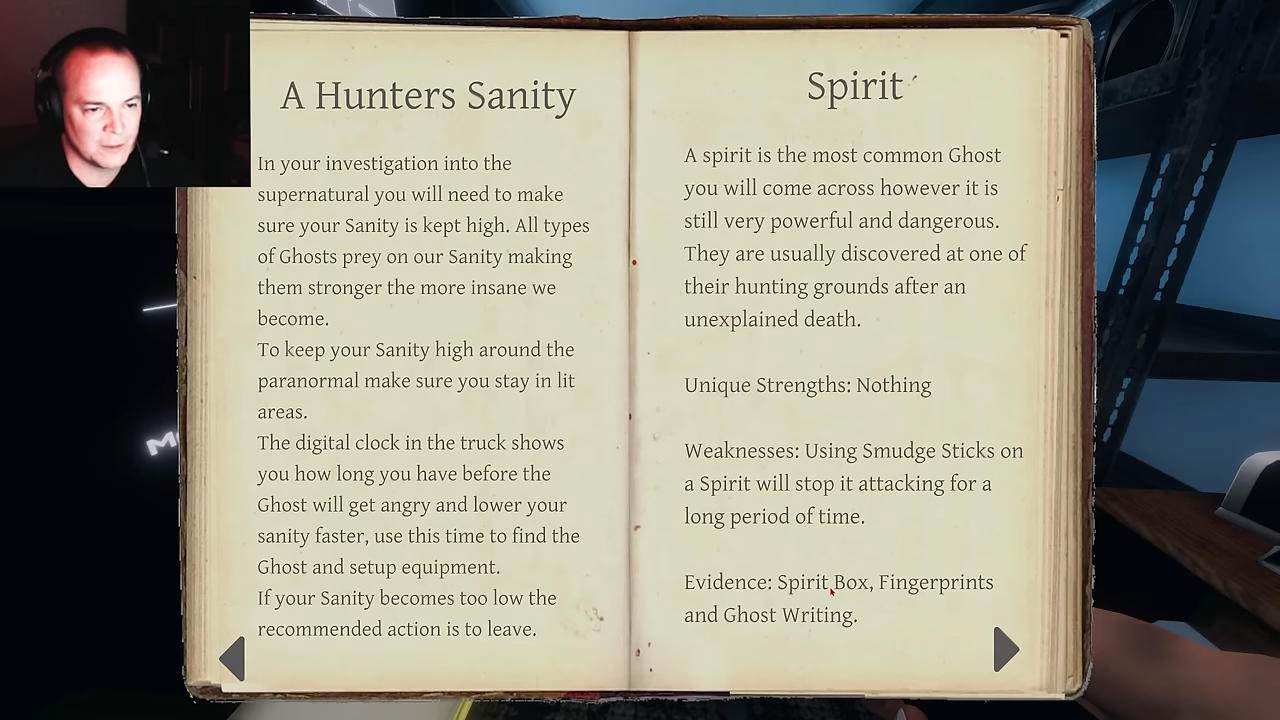 A Hunters Sanity
In your investigation into the
supernatural you will need to make
sure your Sanity is kept high. All types
of Ghosts prey on our Sanity making
them stronger the more insane we
become.
To keep your Sanity high around the
paranormal make sure you stay in lit
areas.
The digital clock in the truck shows
you how long you have before the
Ghost will get angry and lower your
sanity faster, use this time to find the
Ghost and setup equipment.
If your Sanity becomes too low the
recommended action is to leave.
Spirit
A spirit is the most common Ghost
you will come across however it is
still very powerful and dangerous.
They are usually discovered at one of
their hunting grounds after an
unexplained death.
Unique Strengths: Nothing
Weaknesses: Using Smudge Sticks on
a Spirit will stop it attacking for a
long period of time.
Evidence: Spirit Box, Fingerprints
and Ghost Writing.